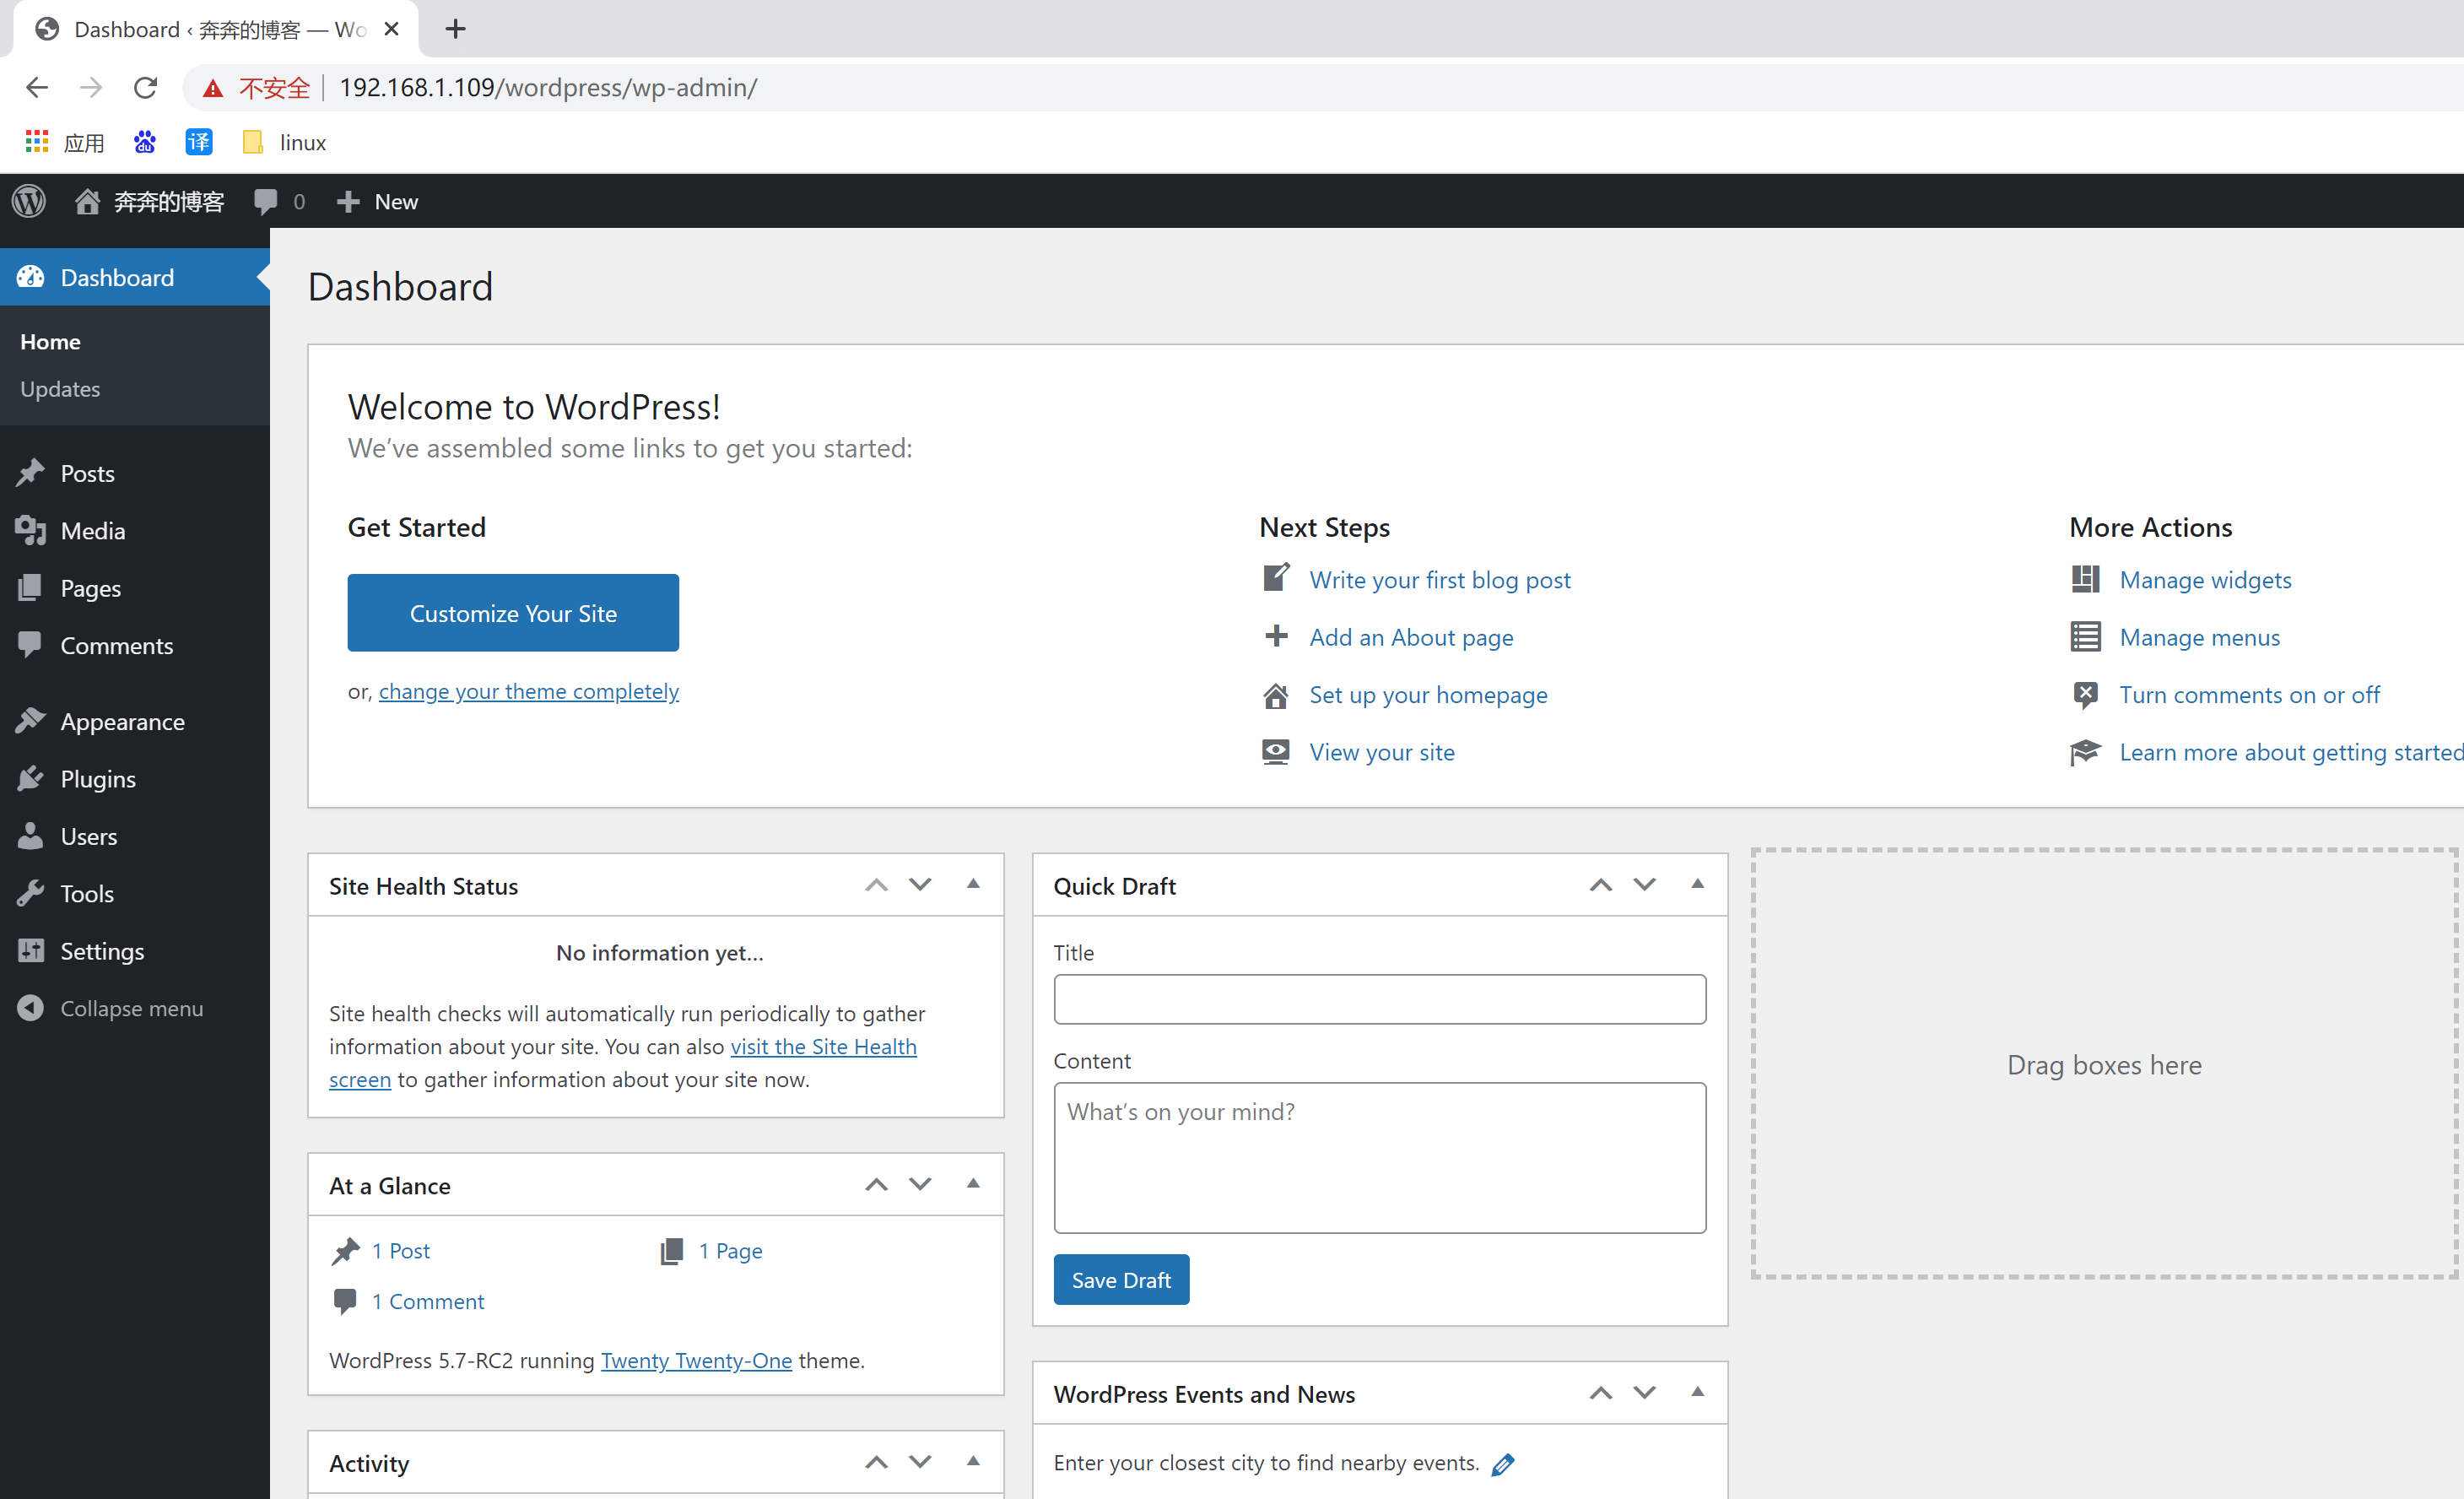 Dashboard ‹ 奔奔的博客 — Wo
不安全 | 192.168.1.109/wordpress/wp-admin/
应用 du 译 linux
奔奔的博客 0 New
Dashboard
Home
Updates
Posts
Media
Pages
Comments
Appearance
Plugins
Users
Tools
Settings
Collapse menu
Dashboard
Welcome to WordPress!
We’ve assembled some links to get you started:
Get Started
Customize Your Site
or, change your theme completely
Next Steps
Write your first blog post
Add an About page
Set up your homepage
View your site
More Actions
Manage widgets
Manage menus
Turn comments on or off
Learn more about getting started
Site Health Status
No information yet…
Site health checks will automatically run periodically to gather
information about your site. You can also visit the Site Health
screen to gather information about your site now.
At a Glance
1 Post
1 Page
1 Comment
WordPress 5.7-RC2 running Twenty Twenty-One theme.
Activity
Quick Draft
Title
Content
What’s on your mind?
Save Draft
WordPress Events and News
Enter your closest city to find nearby events.
Drag boxes here